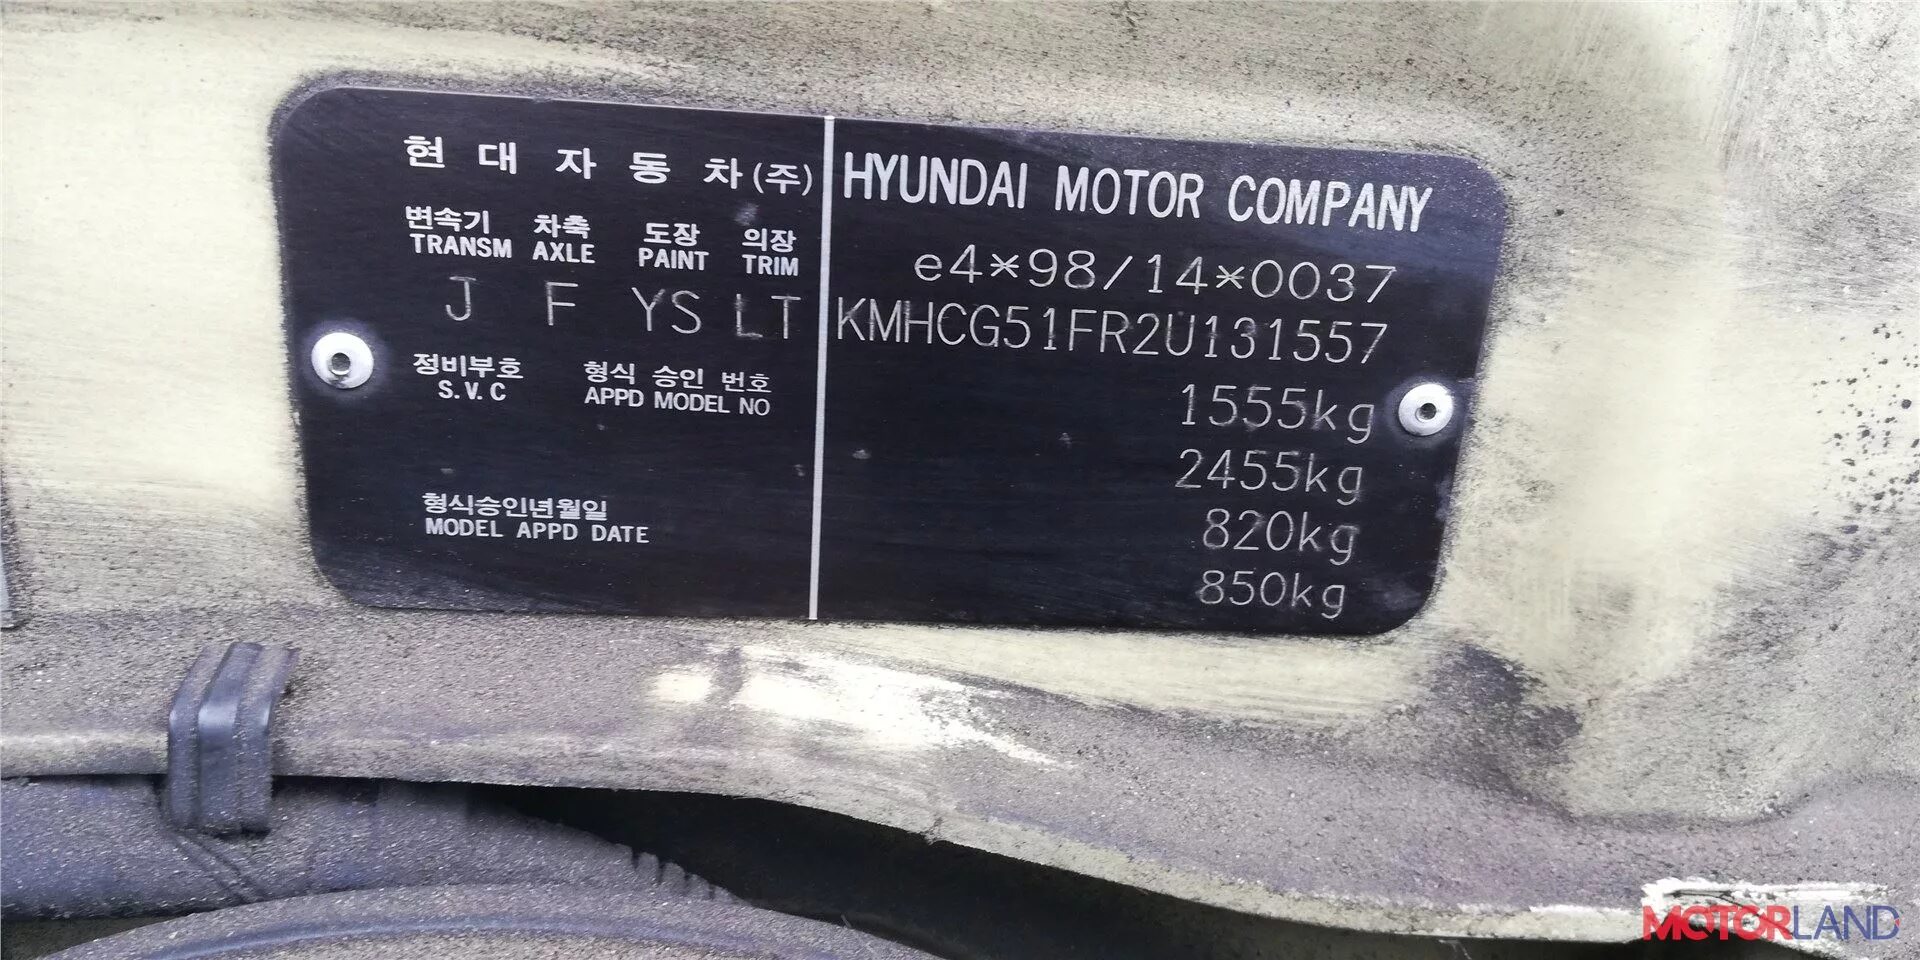 현 대 자 동 차 (주)
변속기 차축 도장 의장
TRANSM AXLE PAINT TRIM
J F YS LT
정비부호 형식 승인 번호
S.V.C APPD MODEL NO
형식승인년월일
MODEL APPD DATE
HYUNDAI MOTOR COMPANY
e4*98/14*0037
KMHCG51FR2U131557
1555kg
2455kg
820kg
850kg
MOTORLAND